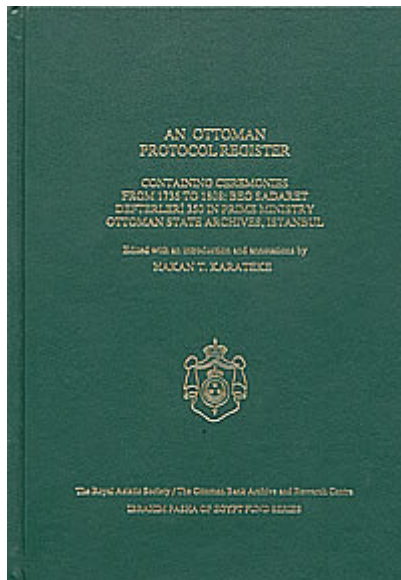 AN OTTOMAN
PROTOCOL REGISTER
CONTAINING CEREMONIES
FROM 1736 TO 1808: BEO SADARET
DEFTERLERİ 350 IN PRIME MINISTRY
OTTOMAN STATE ARCHIVES, ISTANBUL
Edited with an introduction and annotations by
HAKAN T. KARATEKE
The Royal Asiatic Society / The Ottoman Bank Archive and Research Centre
IBRAHIM PASHA OF EGYPT FUND SERIES